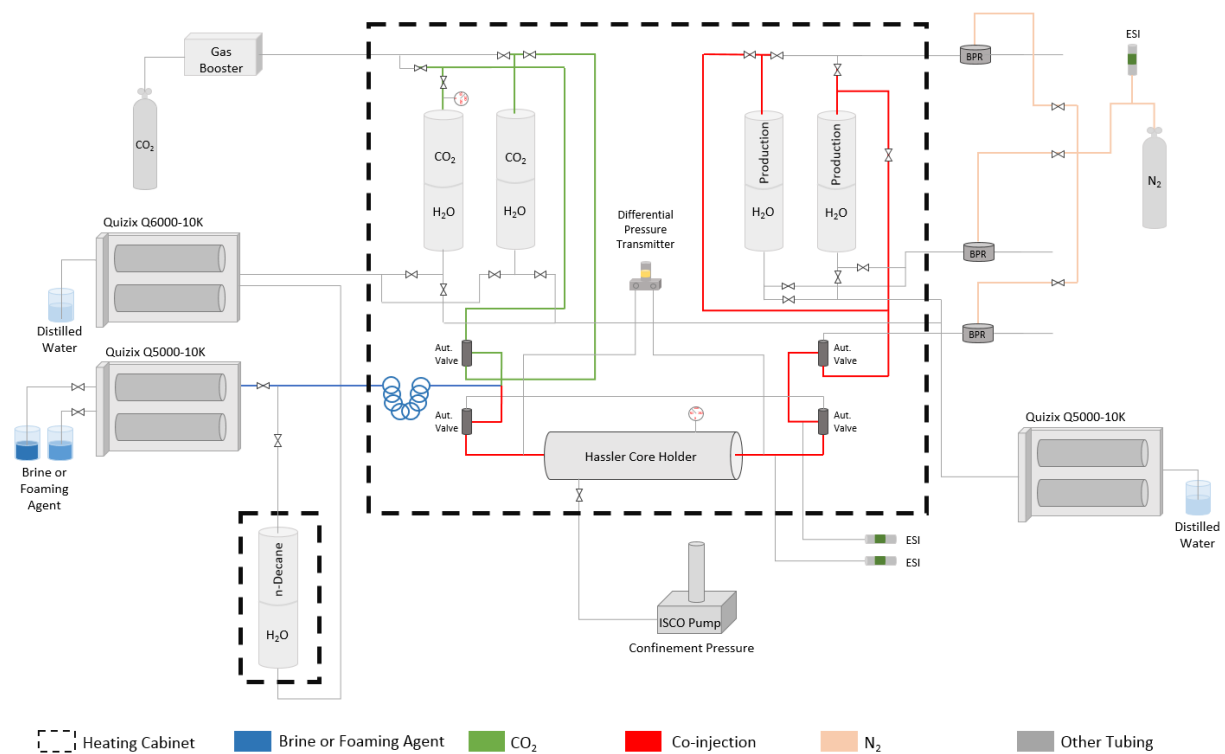 ESI
Gas
Booster
BPR
CO₂
CO₂
CO₂
Production
Production
N₂
H₂O
H₂O
H₂O
H₂O
Quizix Q6000-10K
Differential
Pressure
Transmitter
BPR
Distilled
Water
BPR
Quizix Q5000-10K
Aut.
Valve
Aut.
Valve
Aut.
Valve
Aut.
Valve
Quizix Q5000-10K
Hassler Core Holder
Brine or
Foaming
Agent
Distilled
Water
ESI
ESI
n-Decane
H₂O
ISCO Pump
Confinement Pressure
Heating Cabinet
Brine or Foaming Agent
CO₂
Co-injection
N₂
Other Tubing